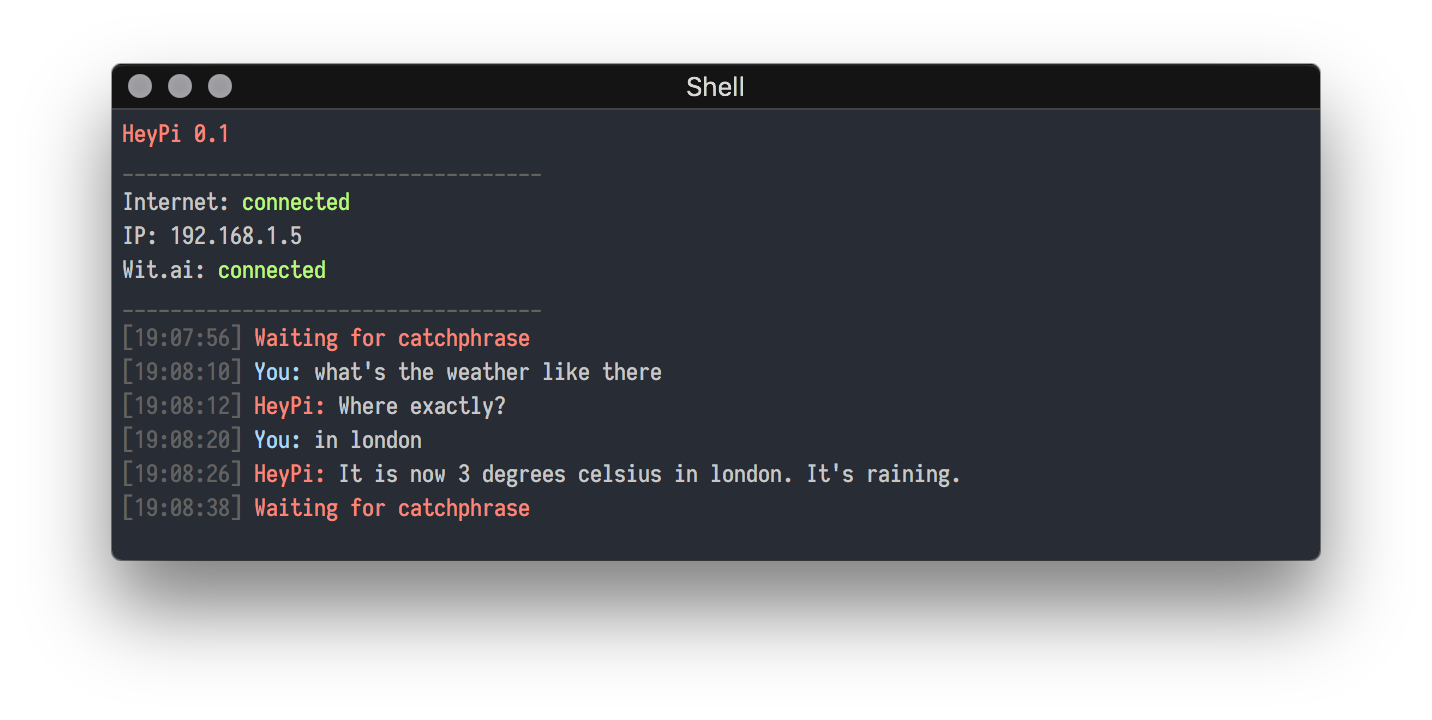 Shell
HeyPi 0.1
___________________________________
Internet: connected
IP: 192.168.1.5
Wit.ai: connected
___________________________________
[19:07:56] Waiting for catchphrase
[19:08:10] You: what's the weather like there
[19:08:12] HeyPi: Where exactly?
[19:08:20] You: in london
[19:08:26] HeyPi: It is now 3 degrees celsius in london. It's raining.
[19:08:38] Waiting for catchphrase